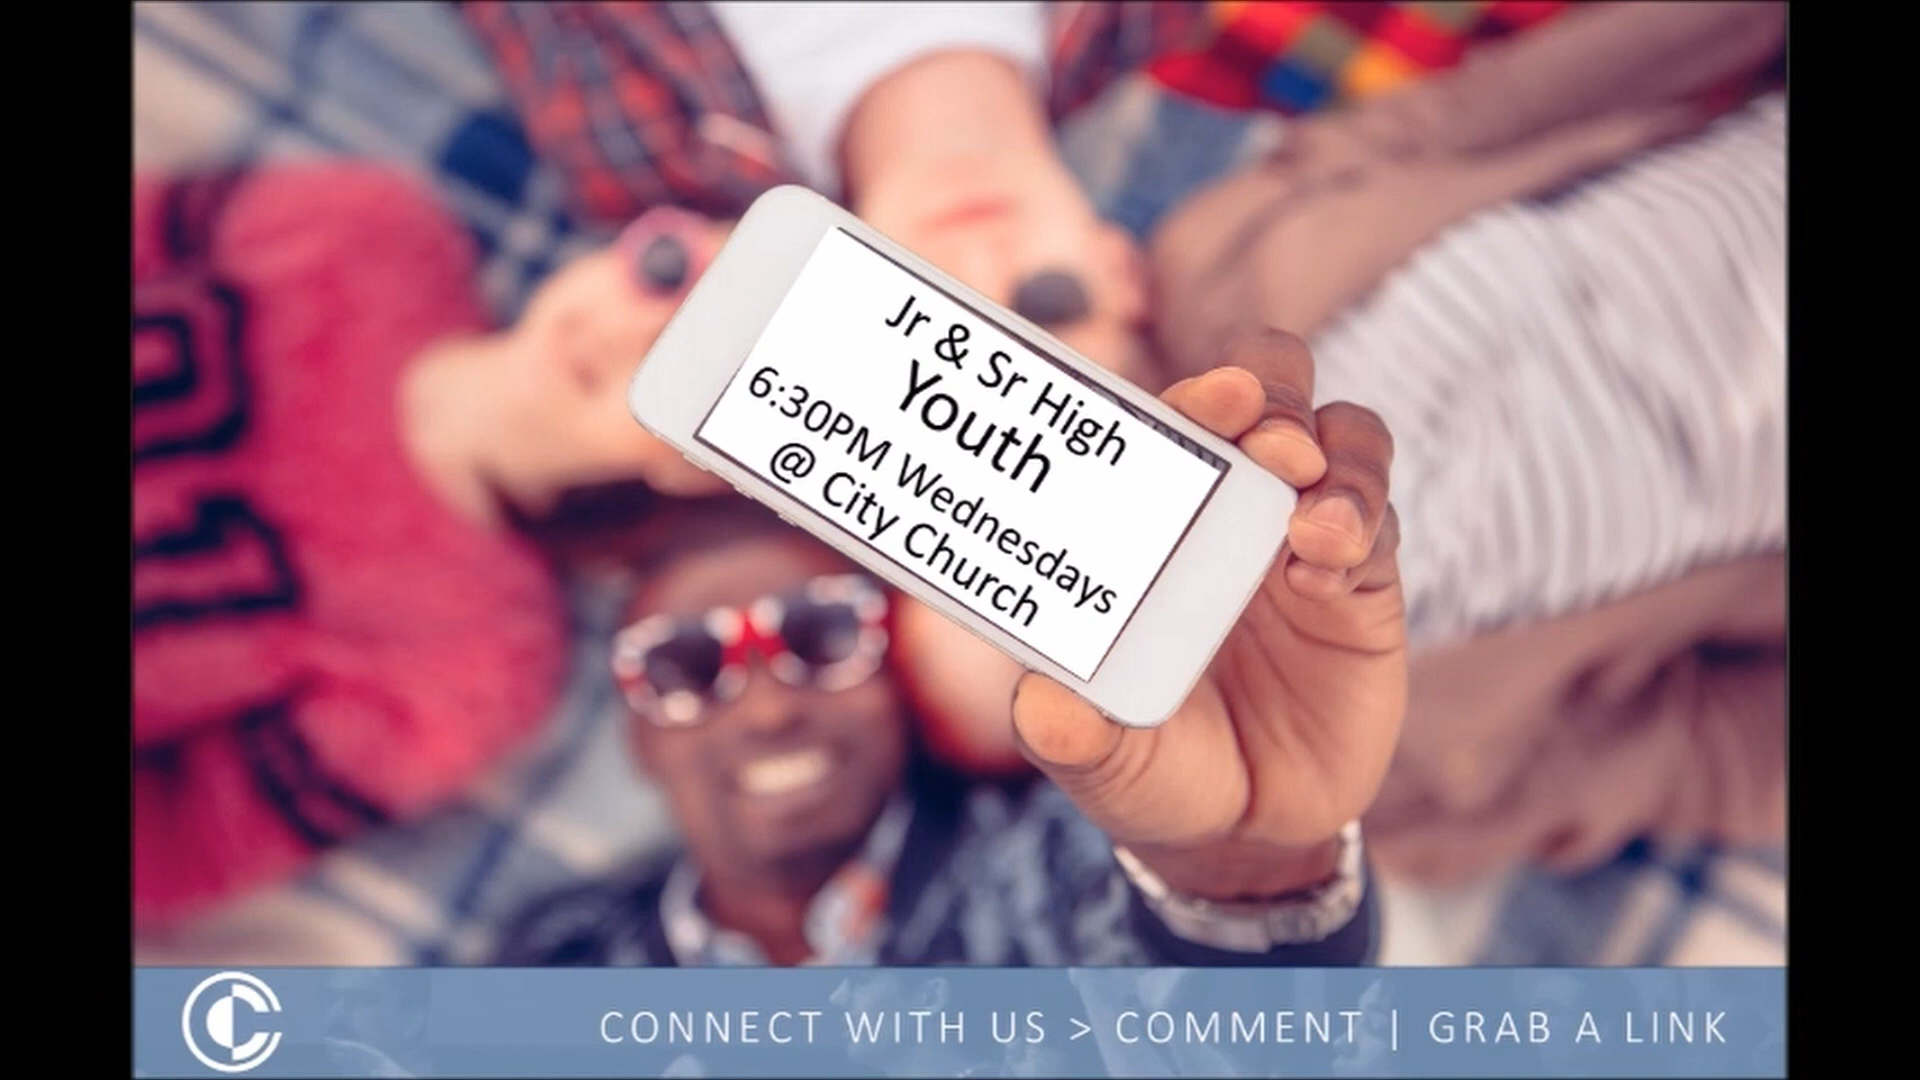 Jr & Sr High
Youth
6:30PM Wednesdays
@ City Church
CONNECT WITH US > COMMENT | GRAB A LINK